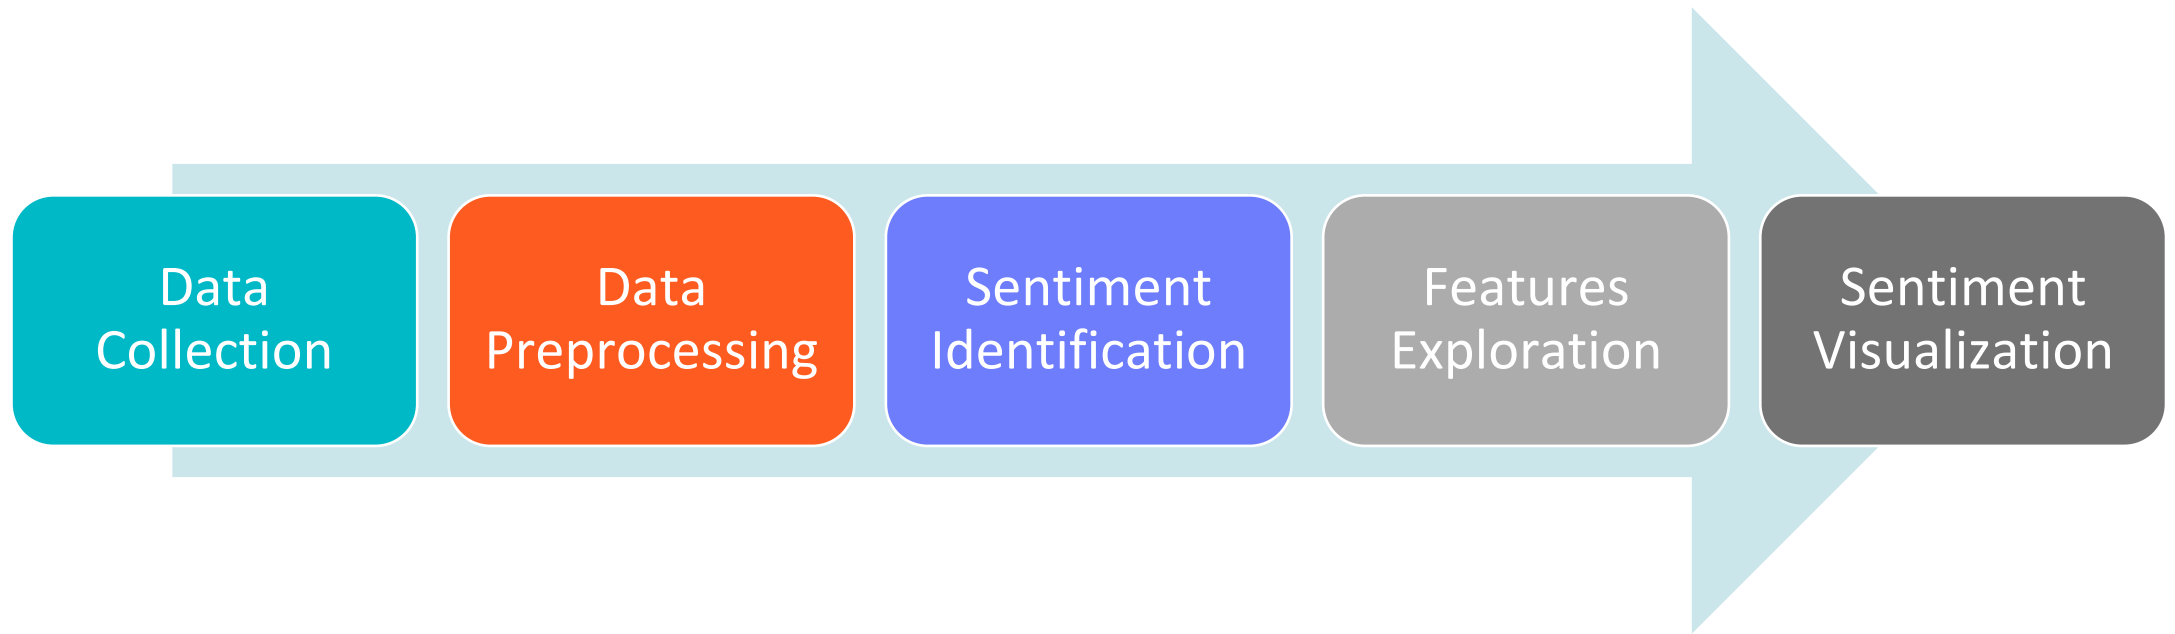 Data
Collection
Data
Preprocessing
Sentiment
Identification
Features
Exploration
Sentiment
Visualization